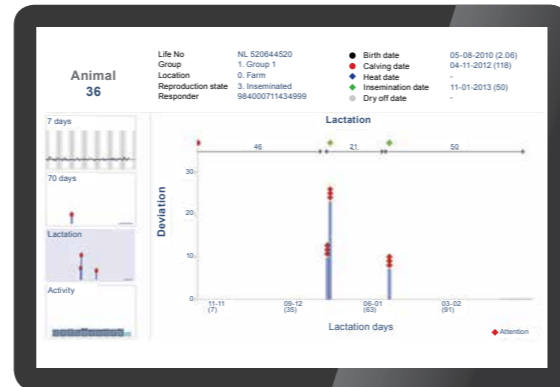 Animal
36
Life No NL 520644520
Group 1. Group 1
Location 0. Farm
Reproduction state 3. Inseminated
Responder 984000711434999
Birth date 05-08-2010 (2.06)
Calving date 04-11-2012 (118)
Heat date -
Insemination date 11-01-2013 (50)
Dry off date -
7 days
70 days
Lactation
Activity
Lactation
46 21 50
Deviation
30
20
10
0
11-11 09-12 06-01 03-02
(7) (35) (63) (91)
Lactation days
Attention